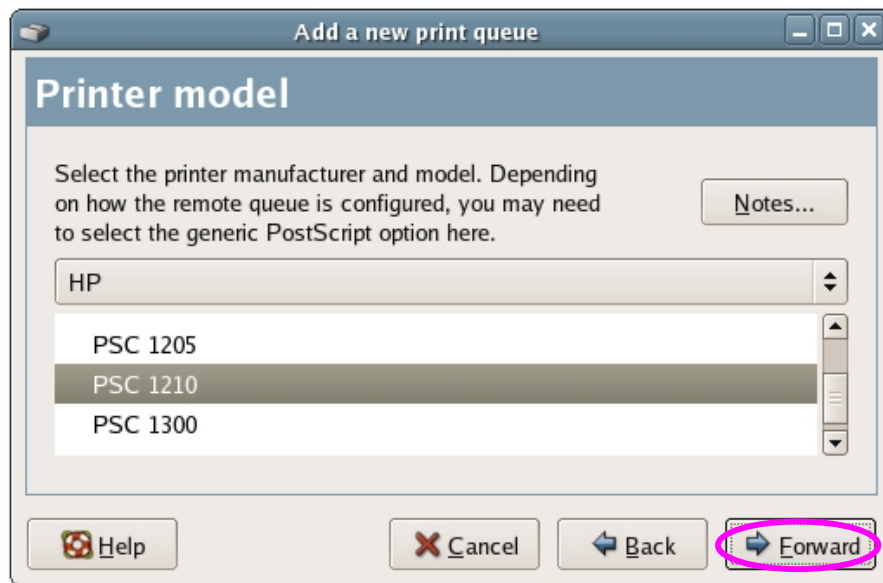 Add a new print queue
Printer model
Select the printer manufacturer and model. Depending
on how the remote queue is configured, you may need
to select the generic PostScript option here.
Notes...
HP
PSC 1205
PSC 1210
PSC 1300
Help
Cancel
Back
Forward